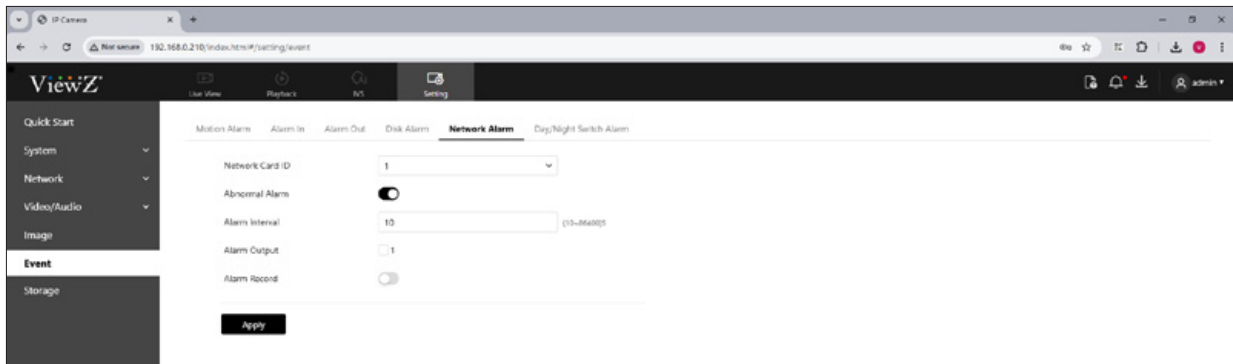 IP Camera
Not secure 192.168.0.210/index.html#/setting/event
ViewZ Live View Playback IVS Setting admin
Quick Start
System
Network
Video/Audio
Image
Event
Storage
Motion Alarm Alarm In Alarm Out Disk Alarm Network Alarm Day/Night Switch Alarm
Network Card ID 1
Abnormal Alarm
Alarm Interval 10 (10~86400)S
Alarm Output 1
Alarm Record
Apply